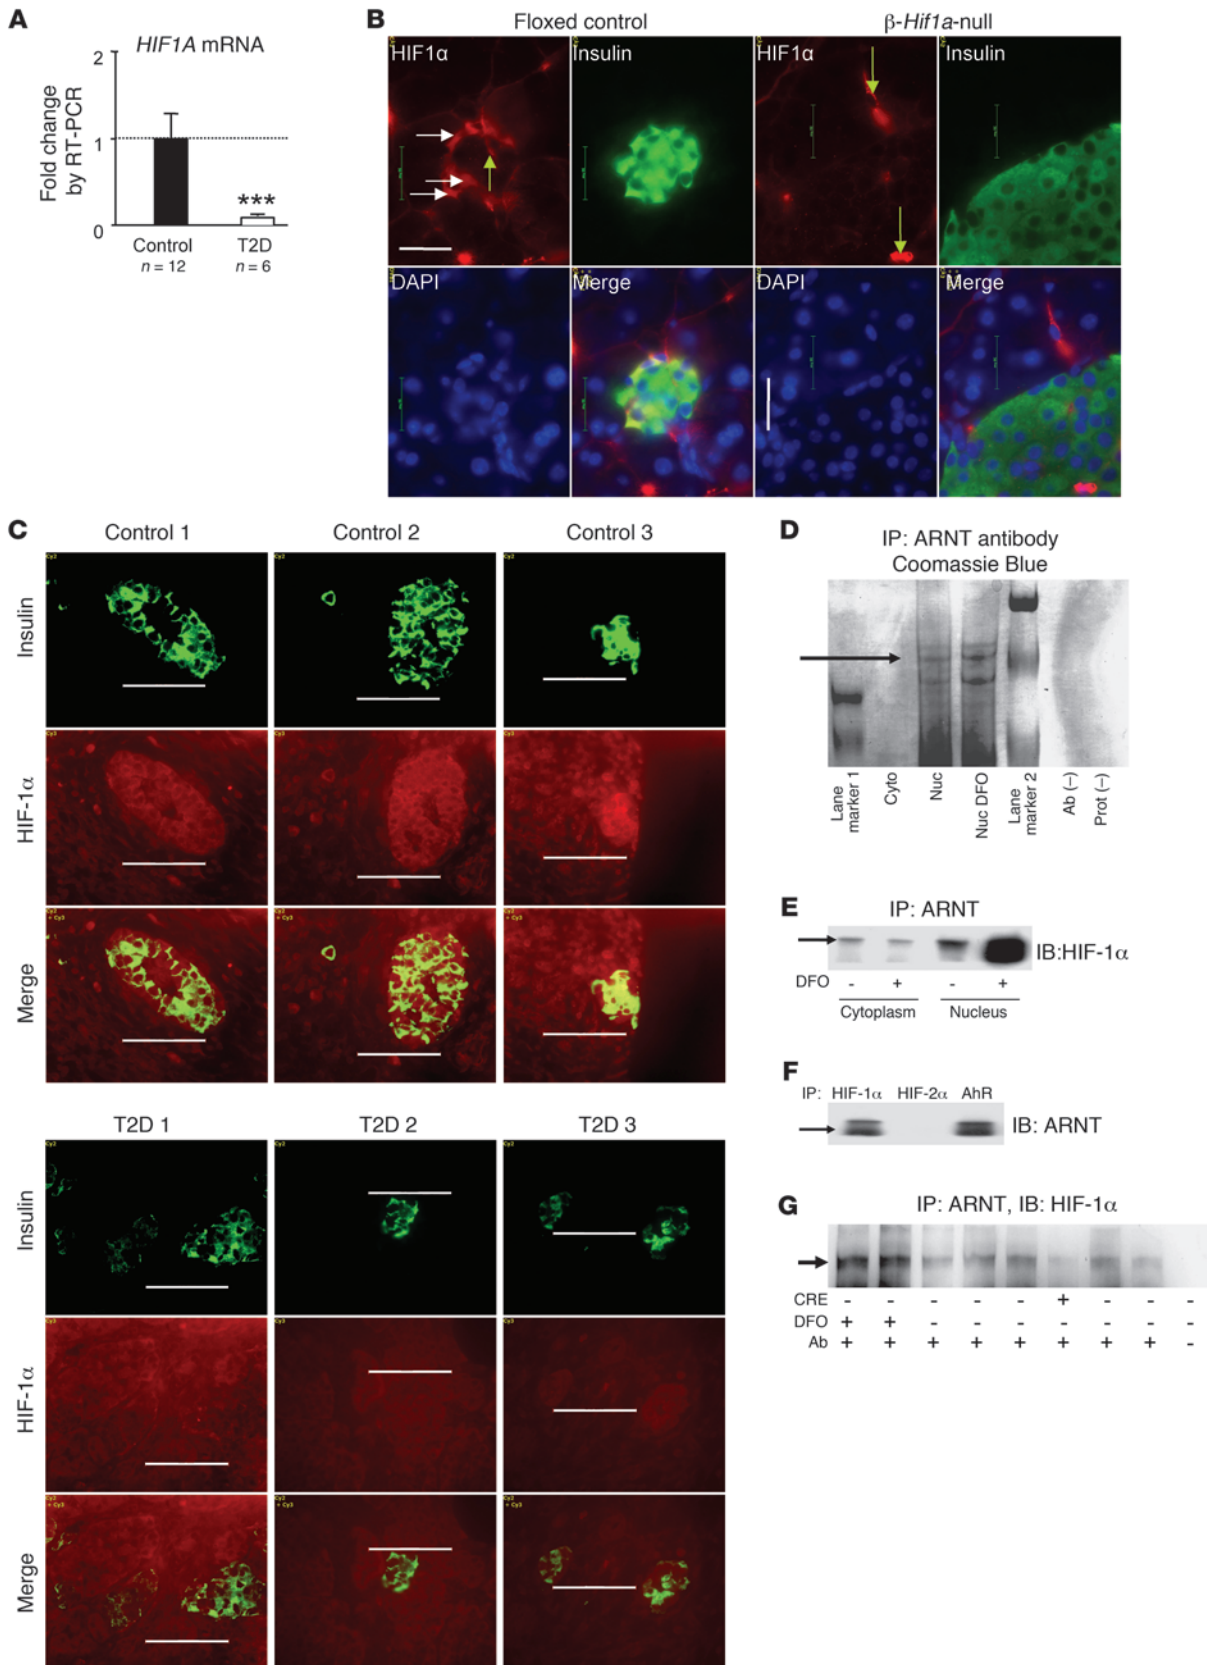 A
HIF1A mRNA
Fold change
by RT-PCR
2
1
0
***
Control
T2D
n = 12
n = 6
B
Floxed control
β-Hif1a-null
HIF1α
Insulin
HIF1α
Insulin
DAPI
Merge
DAPI
Merge
C
Control 1
Control 2
Control 3
Insulin
HIF-1α
Merge
T2D 1
T2D 2
T2D 3
Insulin
HIF-1α
Merge
D
IP: ARNT antibody
Coomassie Blue
Lane
marker 1
Cyto
Nuc
Nuc DFO
Lane
marker 2
Ab (–)
Prot (–)
E
IP: ARNT
IB:HIF-1α
DFO - + - +
Cytoplasm Nucleus
F
IP: HIF-1α HIF-2α AhR
IB: ARNT
G
IP: ARNT, IB: HIF-1α
CRE - - - - - + - - -
DFO + + - - - - - - -
Ab + + + + + + + + -